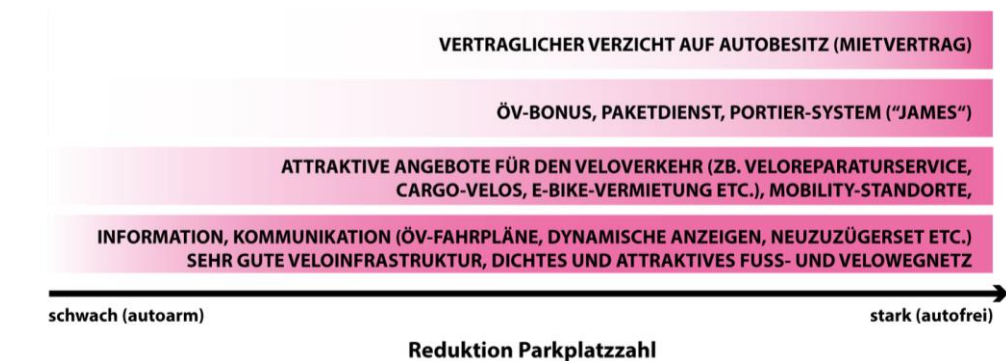 VERTRAGLICHER VERZICHT AUF AUTOBESITZ (MIETVERTRAG)
ÖV-BONUS, PAKETDIENST, PORTIER-SYSTEM (“JAMES“)
ATTRAKTIVE ANGEBOTE FÜR DEN VELOVERKEHR (ZB. VELOREPARATURSERVICE,
CARGO-VELOS, E-BIKE-VERMIETUNG ETC.), MOBILITY-STANDORTE,
INFORMATION, KOMMUNIKATION (ÖV-FAHRPLÄNE, DYNAMISCHE ANZEIGEN, NEUZUZÜGERSET ETC.)
SEHR GUTE VELOINFRASTRUKTUR, DICHTES UND ATTRAKTIVES FUSS- UND VELOWEGNETZ
schwach (autoarm) stark (autofrei)
Reduktion Parkplatzzahl